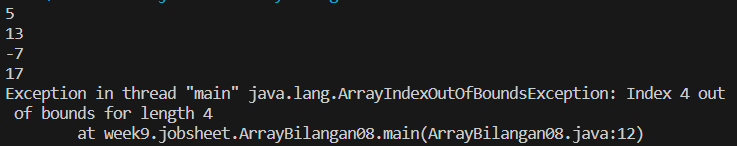 5
13
-7
17
Exception in thread "main" java.lang.ArrayIndexOutOfBoundsException: Index 4 out
 of bounds for length 4
        at week9.jobsheet.ArrayBilangan08.main(ArrayBilangan08.java:12)